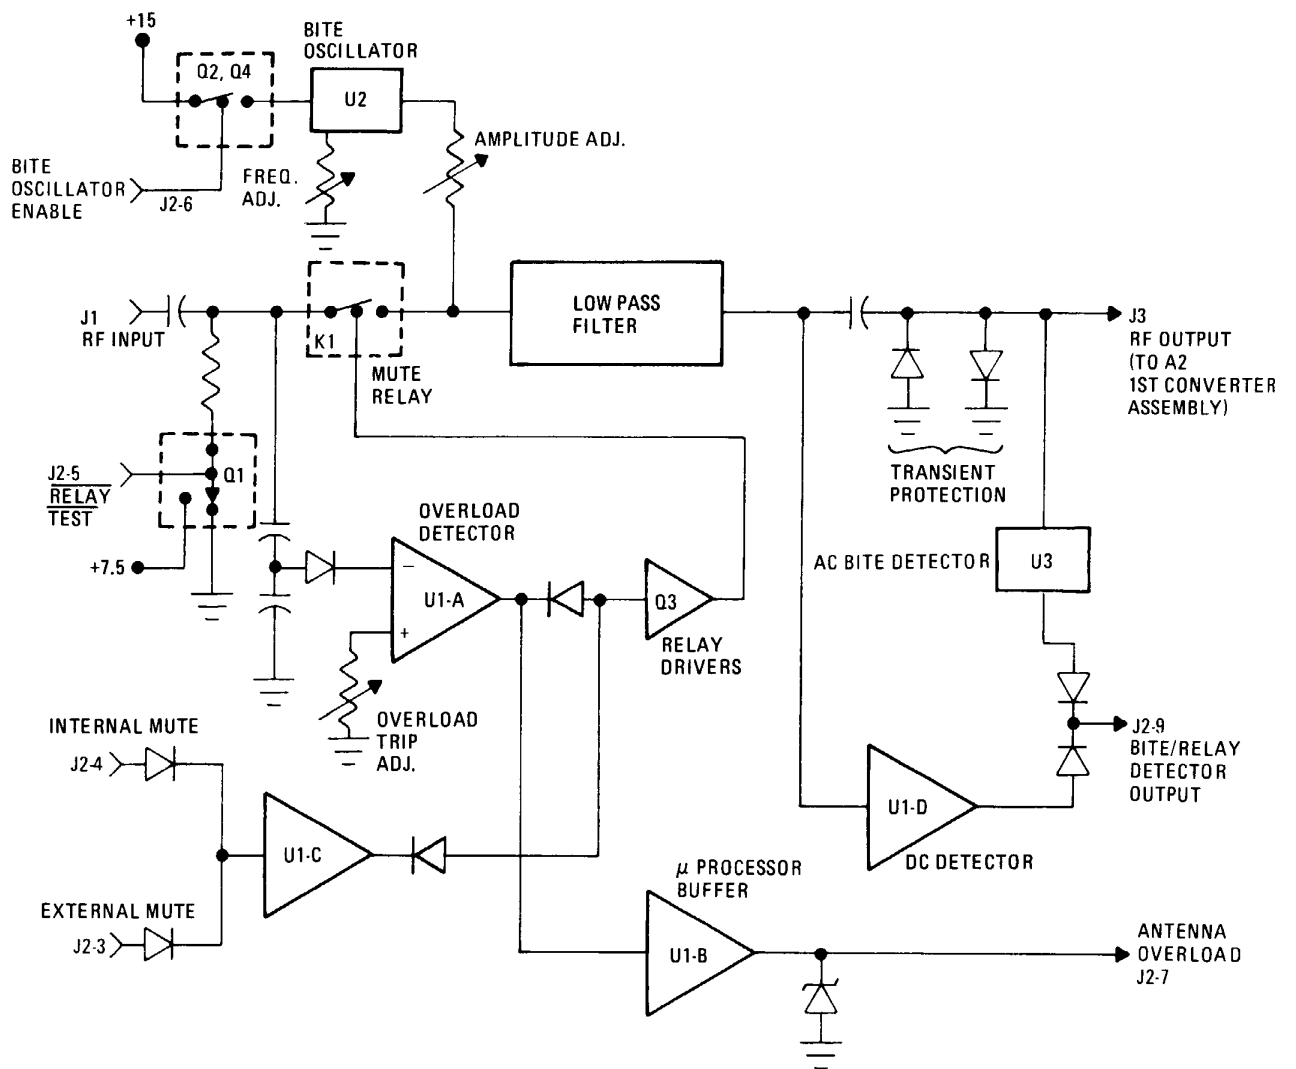 +15
Q2, Q4
BITE
OSCILLATOR
U2
AMPLITUDE ADJ.
FREQ.
ADJ.
BITE
OSCILLATOR
ENABLE
J2-6
J1
RF INPUT
K1
MUTE
RELAY
LOW PASS
FILTER
J3
RF OUTPUT
(TO A2
1ST CONVERTER
ASSEMBLY)
TRANSIENT
PROTECTION
J2-5
RELAY
TEST
Q1
+7.5
OVERLOAD
DETECTOR
−
U1-A
+
Q3
RELAY
DRIVERS
AC BITE DETECTOR
U3
OVERLOAD
TRIP
ADJ.
INTERNAL MUTE
J2-4
J2-9
BITE/RELAY
DETECTOR
OUTPUT
U1-D
DC DETECTOR
U1-C
EXTERNAL MUTE
J2-3
μ PROCESSOR
BUFFER
U1-B
ANTENNA
OVERLOAD
J2-7